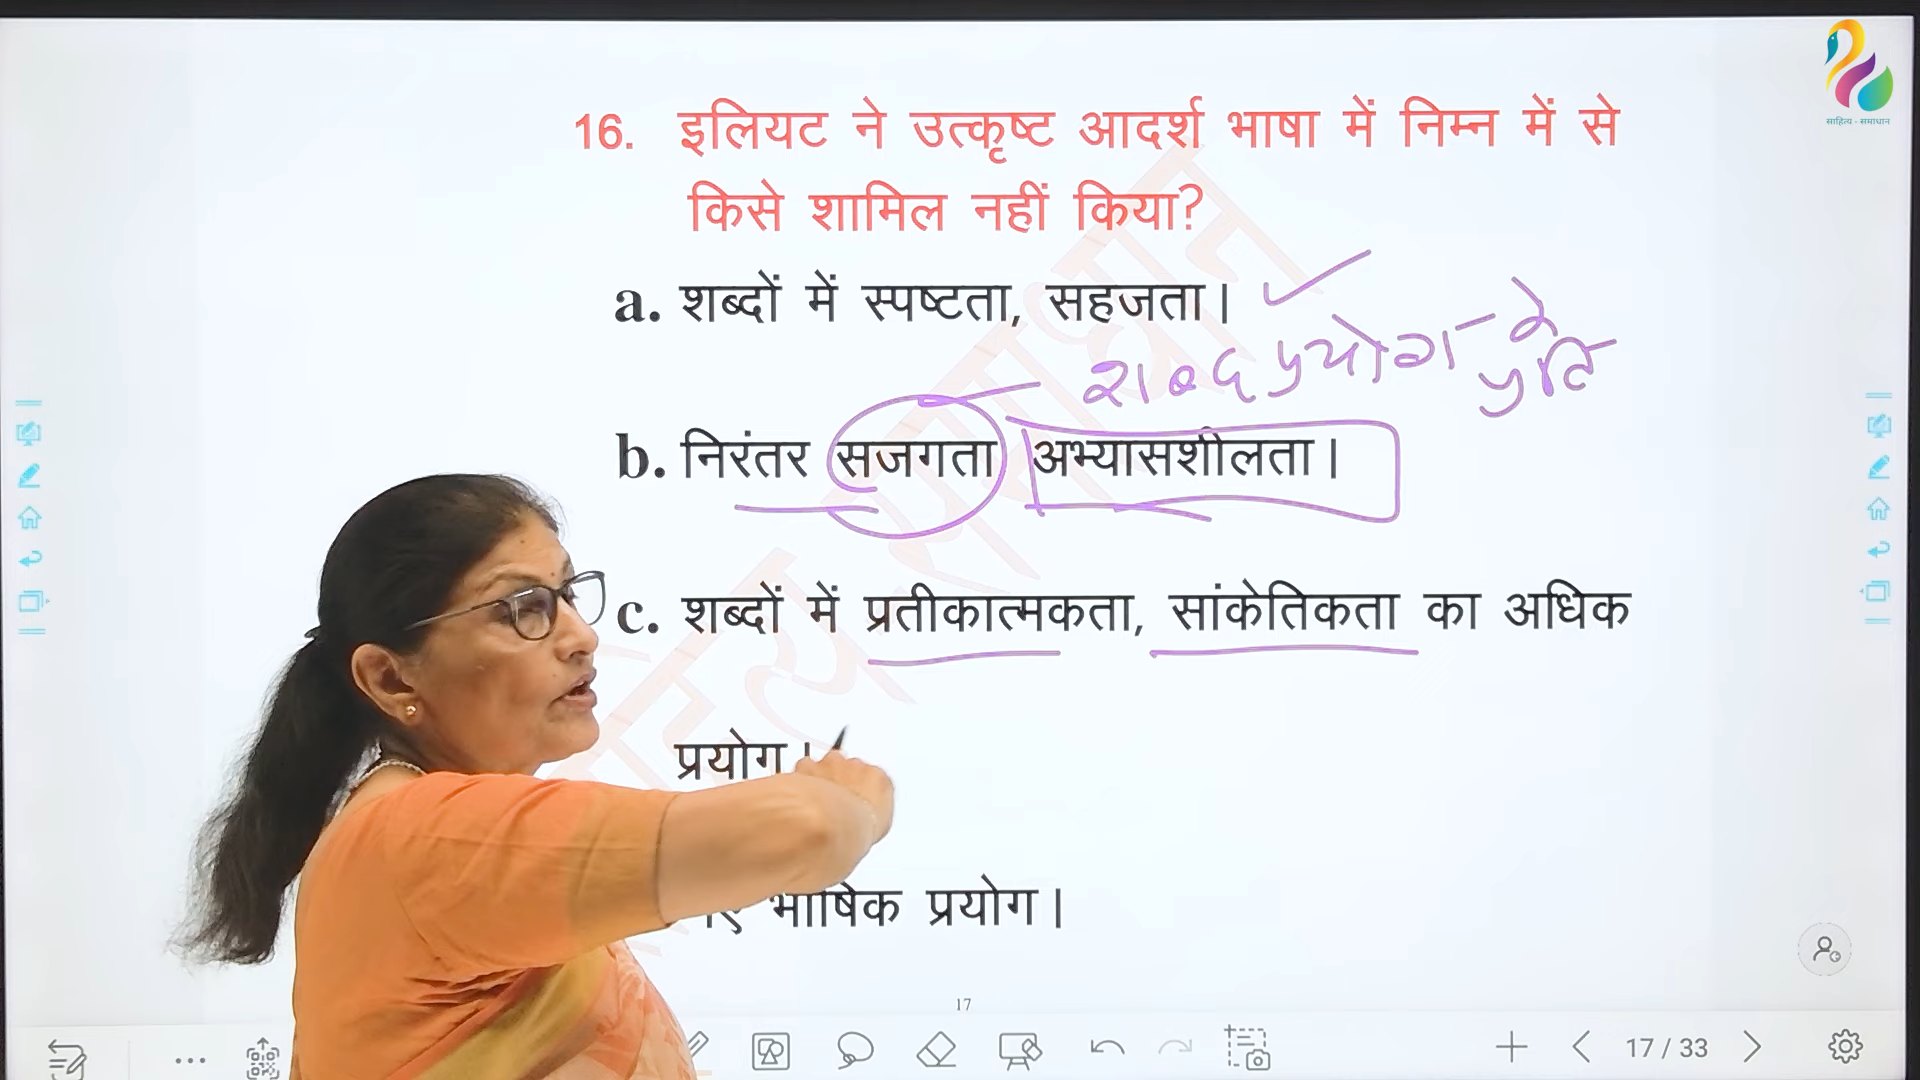 साहित्य - समाधान
16. इलियट ने उत्कृष्ट आदर्श भाषा में निम्न में से
किसे शामिल नहीं किया?
a. शब्दों में स्पष्टता, सहजता।
शब्द प्रयोग के
प्रति
b. निरंतर सजगता अभ्यासशीलता।
c. शब्दों में प्रतीकात्मकता, सांकेतिकता का अधिक
प्रयोग।
भाषिक प्रयोग।
17
17 / 33